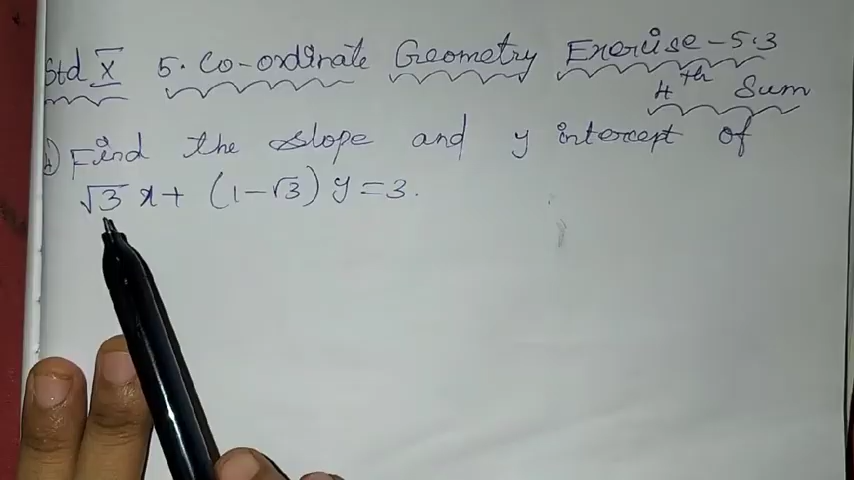 Std X 5. Co-ordinate Geometry Exercise-5.3
4th Sum
4) Find the slope and y intercept of
√3 x + (1-√3) y = 3.